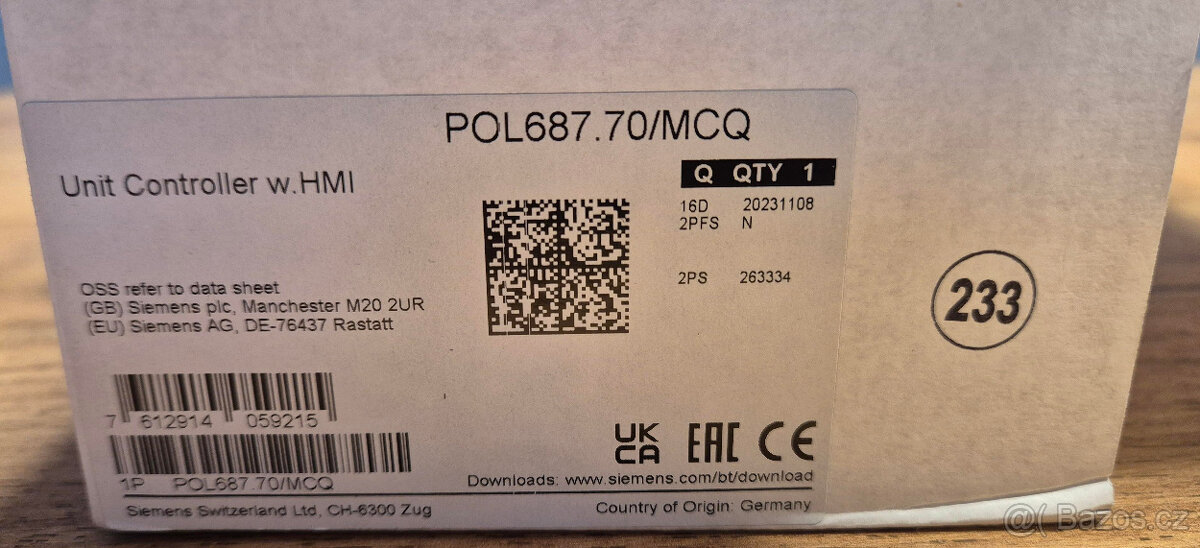 POL687.70/MCQ
Unit Controller w.HMI
Q QTY 1
16D 20231108
2PFS N
2PS 263334
OSS refer to data sheet
(GB) Siemens plc, Manchester M20 2UR
(EU) Siemens AG, DE-76437 Rastatt
233
7 612914 059215
UK
CA
EAC CE
1P POL687.70/MCQ
Downloads: www.siemens.com/bt/download
Siemens Switzerland Ltd, CH-6300 Zug
Country of Origin: Germany
@( Bazos.cz